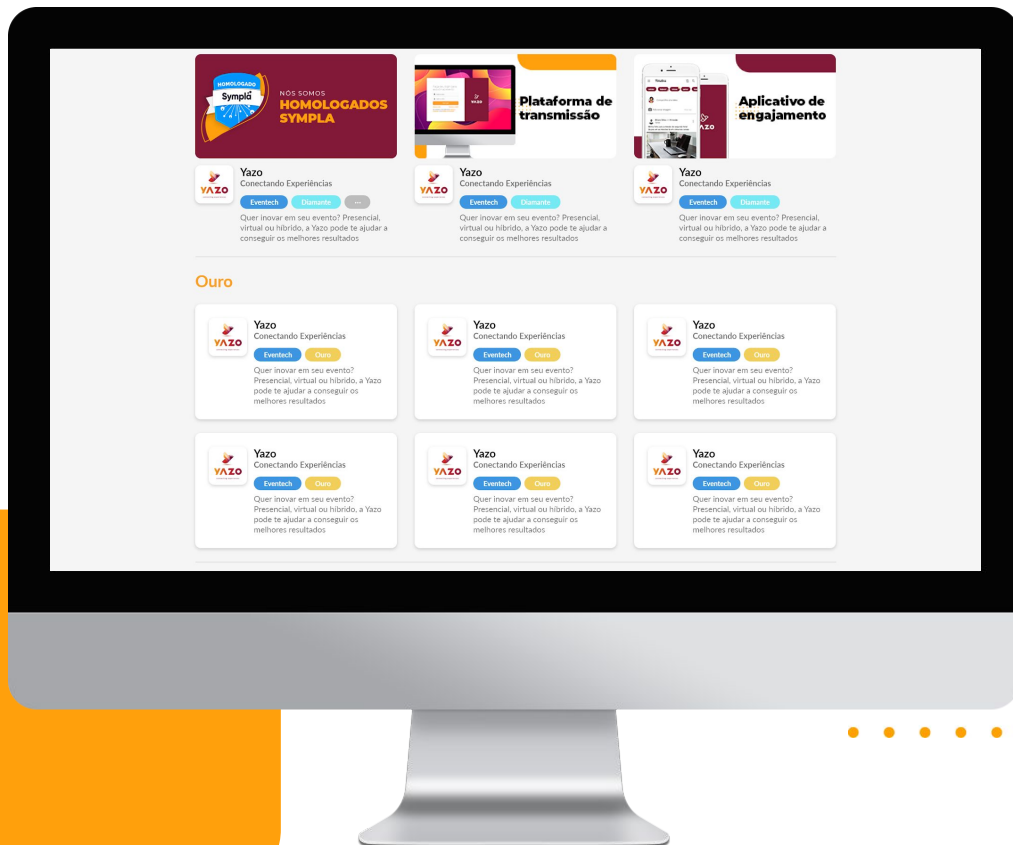 HOMOLOGADO
Sympla
NÓS SOMOS
HOMOLOGADOS
SYMPLA
Plataforma de
transmissão
YAZO
Aplicativo de
engajamento
YAZO
Yazo
Conectando Experiências
Eventech Diamante ...
Quer inovar em seu evento? Presencial,
virtual ou híbrido, a Yazo pode te ajudar a
conseguir os melhores resultados
YAZO
Yazo
Conectando Experiências
Eventech Diamante
Quer inovar em seu evento? Presencial,
virtual ou híbrido, a Yazo pode te ajudar a
conseguir os melhores resultados
YAZO
Yazo
Conectando Experiências
Eventech Diamante
Quer inovar em seu evento? Presencial,
virtual ou híbrido, a Yazo pode te ajudar a
conseguir os melhores resultados
Ouro
YAZO
Yazo
Conectando Experiências
Eventech Ouro
Quer inovar em seu evento?
Presencial, virtual ou híbrido, a Yazo
pode te ajudar a conseguir os
melhores resultados
YAZO
Yazo
Conectando Experiências
Eventech Ouro
Quer inovar em seu evento?
Presencial, virtual ou híbrido, a Yazo
pode te ajudar a conseguir os
melhores resultados
YAZO
Yazo
Conectando Experiências
Eventech Ouro
Quer inovar em seu evento?
Presencial, virtual ou híbrido, a Yazo
pode te ajudar a conseguir os
melhores resultados
YAZO
Yazo
Conectando Experiências
Eventech Ouro
Quer inovar em seu evento?
Presencial, virtual ou híbrido, a Yazo
pode te ajudar a conseguir os
melhores resultados
YAZO
Yazo
Conectando Experiências
Eventech Ouro
Quer inovar em seu evento?
Presencial, virtual ou híbrido, a Yazo
pode te ajudar a conseguir os
melhores resultados
YAZO
Yazo
Conectando Experiências
Eventech Ouro
Quer inovar em seu evento?
Presencial, virtual ou híbrido, a Yazo
pode te ajudar a conseguir os
melhores resultados